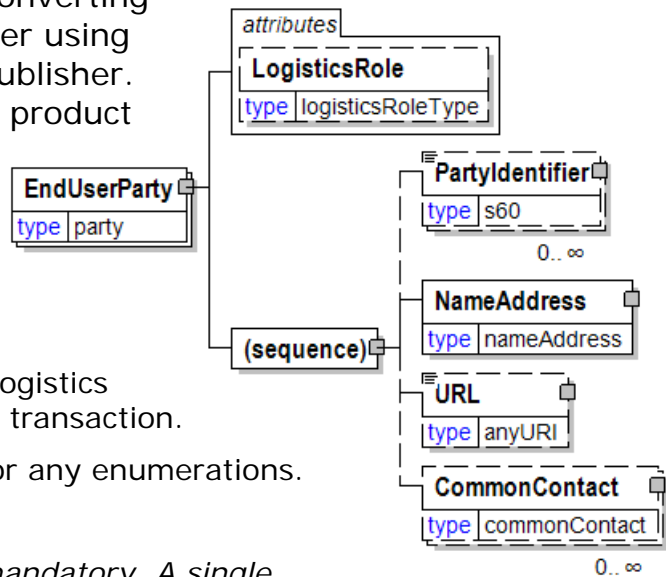 onverting
er using
ublisher.
product
attributes
LogisticsRole
type logisticsRoleType
EndUserParty
type party
PartyIdentifier
type s60
0.. ∞
NameAddress
type nameAddress
(sequence)
URL
type anyURI
CommonContact
type commonContact
0.. ∞
ogistics
transaction.
or any enumerations.
mandatory. A single